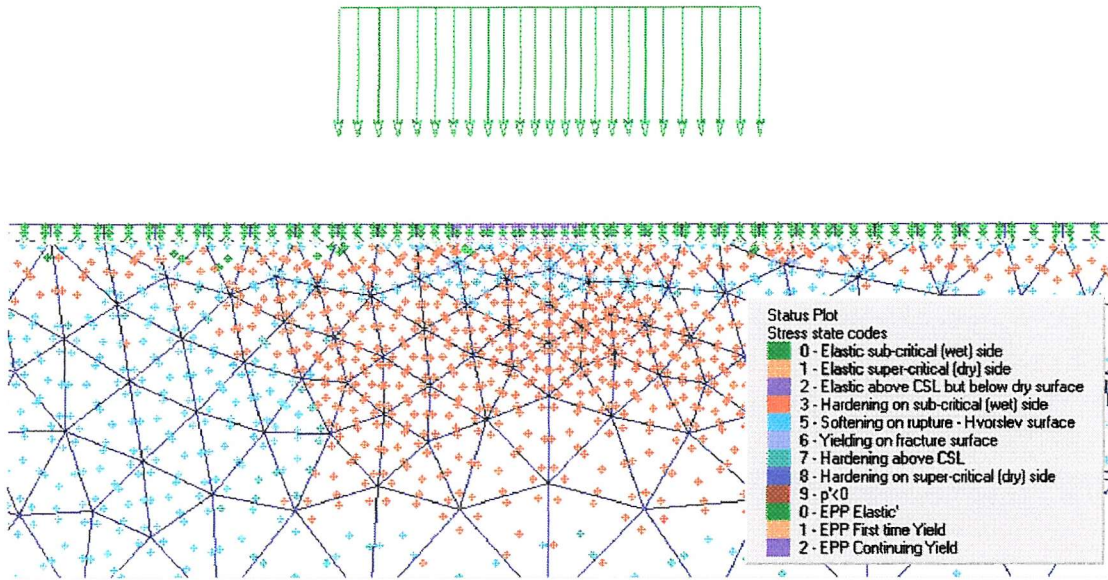 Status Plot
Stress state codes
0 - Elastic sub-critical (wet) side
1 - Elastic super-critical (dry) side
2 - Elastic above CSL but below dry surface
3 - Hardening on sub-critical (wet) side
5 - Softening on rupture - Hvorslev surface
6 - Yielding on fracture surface
7 - Hardening above CSL
8 - Hardening on super-critical (dry) side
9 - p'<0
0 - EPP Elastic'
1 - EPP First time Yield
2 - EPP Continuing Yield